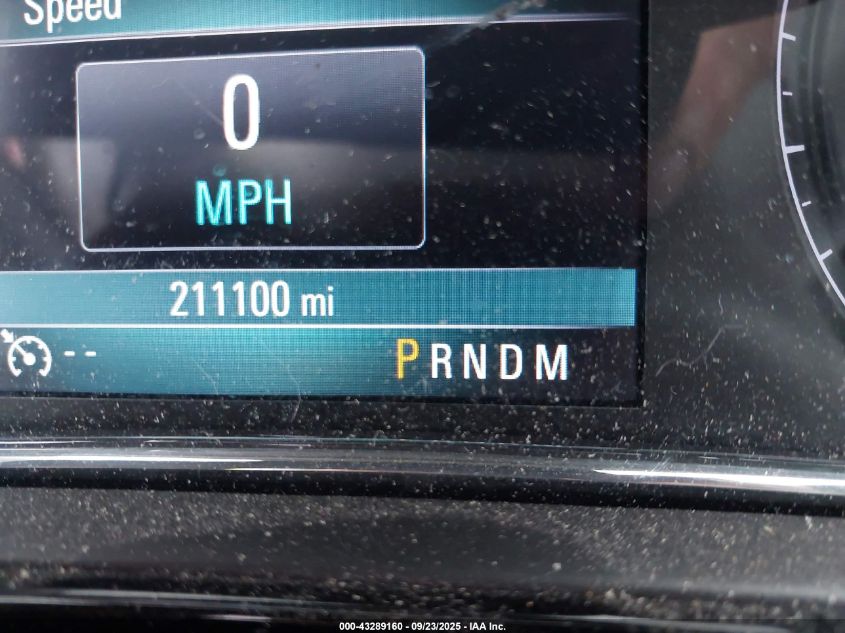 Speed
0
MPH
211100 mi
--
PRNDM
000-43289160 - 09/23/2025 - IAA Inc.